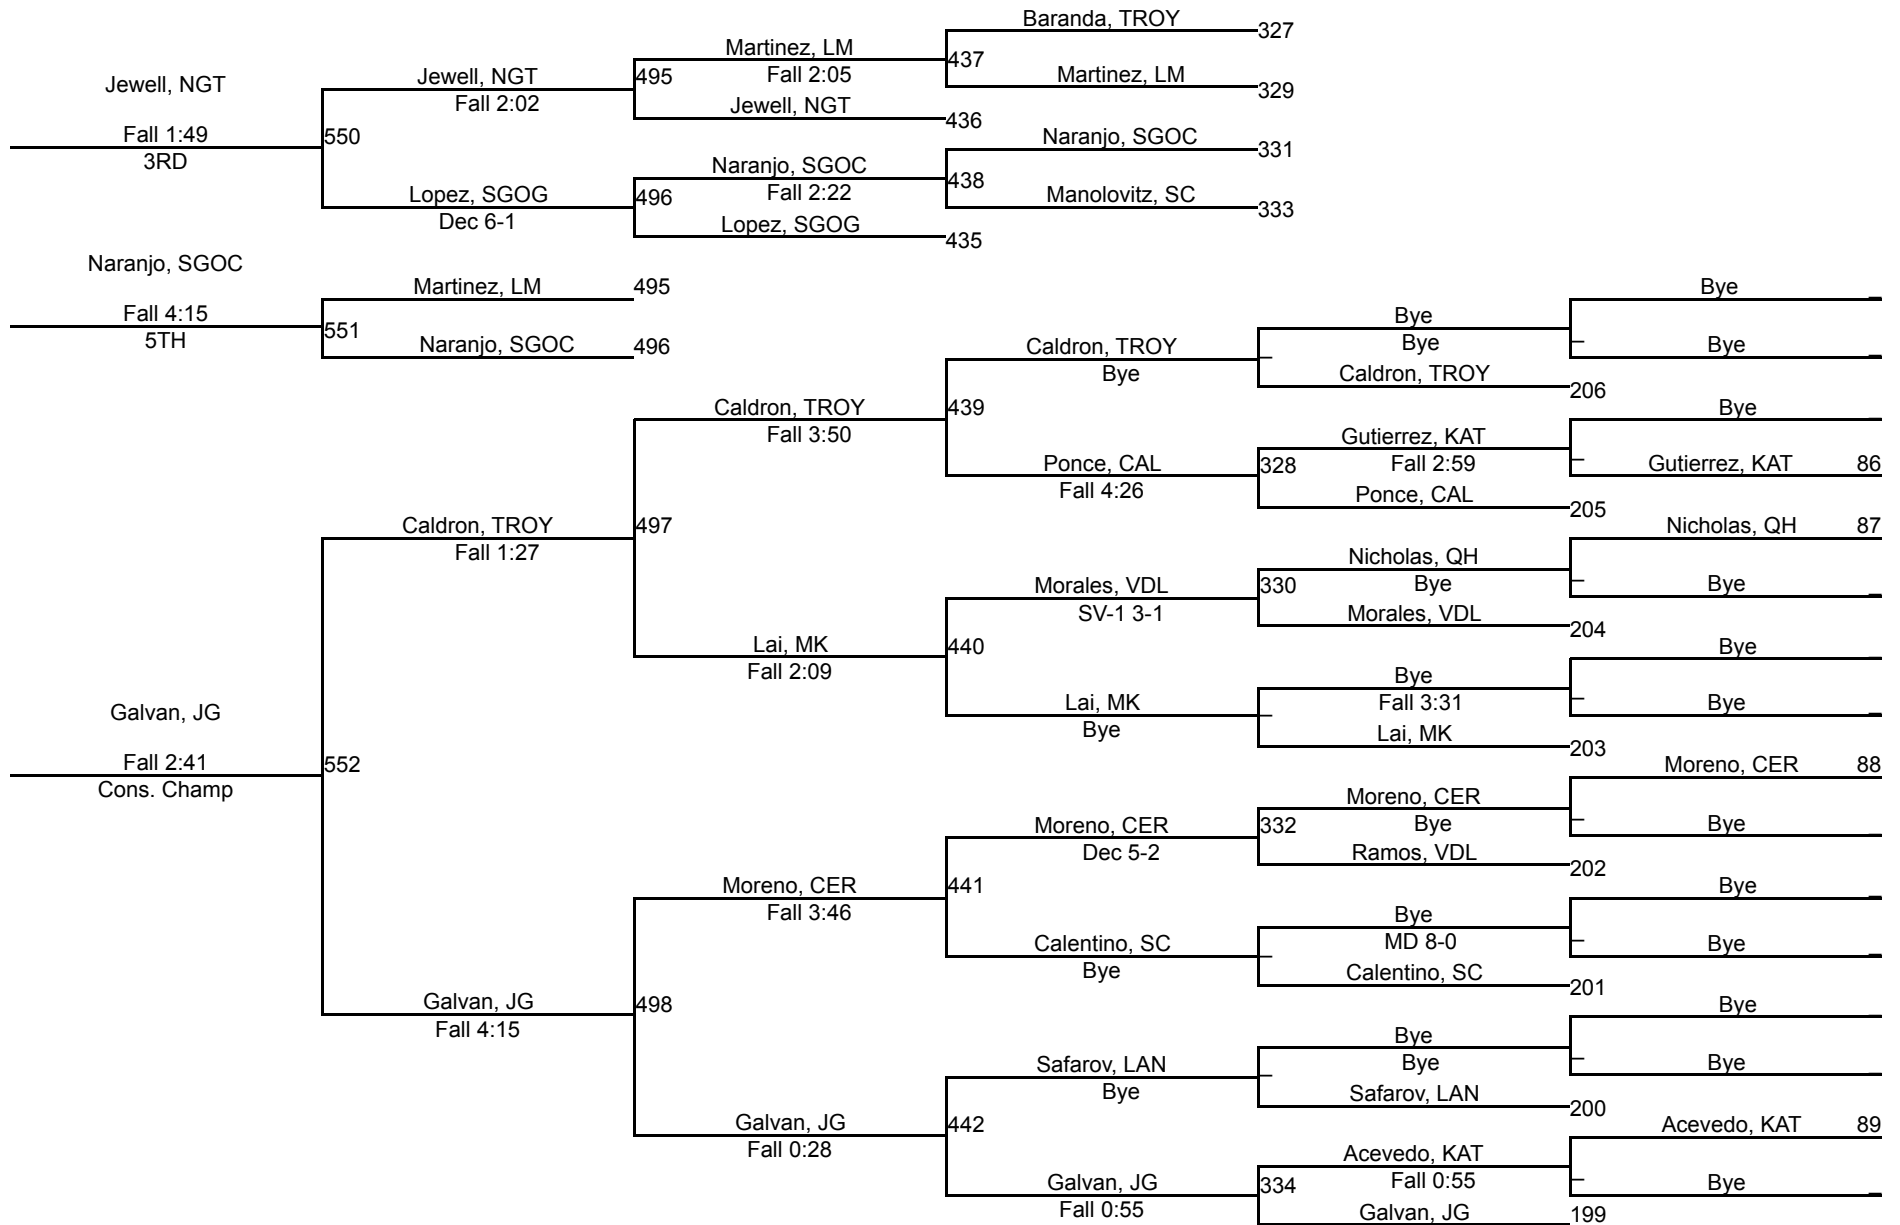 Baranda, TROY
327
Martinez, LM
437
Jewell, NGT
Jewell, NGT
495
Fall 2:05
Martinez, LM
329
Fall 2:02
Jewell, NGT
436
Fall 1:49
550
Naranjo, SGOC
331
3RD
Naranjo, SGOC
438
Lopez, SGOG
496
Fall 2:22
Manolovitz, SC
333
Dec 6-1
Lopez, SGOG
435
Naranjo, SGOC
Martinez, LM
495
Fall 4:15
551
5TH
Naranjo, SGOC
496
Bye
Bye
Bye
Bye
Caldron, TROY
Bye
Caldron, TROY
206
Caldron, TROY
439
Fall 3:50
Bye
Gutierrez, KAT
Ponce, CAL
328
Fall 2:59
Gutierrez, KAT
86
Fall 4:26
Ponce, CAL
205
Caldron, TROY
497
Fall 1:27
Nicholas, QH
87
Nicholas, QH
Morales, VDL
330
Bye
Bye
SV-1 3-1
Morales, VDL
204
Lai, MK
440
Fall 2:09
Bye
Bye
Lai, MK
Fall 3:31
Bye
Bye
Lai, MK
203
Galvan, JG
Fall 2:41
552
Cons. Champ
Moreno, CER
88
Moreno, CER
Moreno, CER
332
Bye
Bye
Dec 5-2
Ramos, VDL
202
Moreno, CER
441
Fall 3:46
Bye
Bye
Calentino, SC
MD 8-0
Bye
Bye
Calentino, SC
201
Galvan, JG
498
Fall 4:15
Bye
Bye
Safarov, LAN
Bye
Bye
Bye
Safarov, LAN
200
Galvan, JG
442
Fall 0:28
Acevedo, KAT
89
Acevedo, KAT
Galvan, JG
334
Fall 0:55
Bye
Fall 0:55
Galvan, JG
199